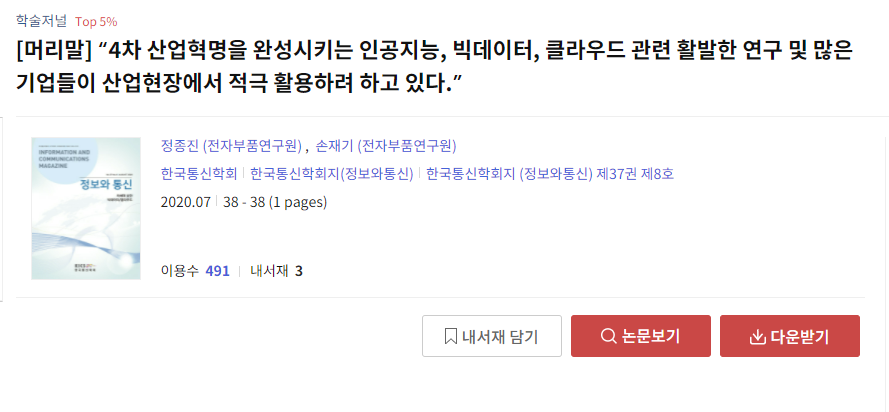 학술저널 Top 5%
[머리말] “4차 산업혁명을 완성시키는 인공지능, 빅데이터, 클라우드 관련 활발한 연구 및 많은
기업들이 산업현장에서 적극 활용하려 하고 있다.”
INFORMATION AND
COMMUNICATIONS
MAGAZINE
정보와 통신
정종진 (전자부품연구원) , 손재기 (전자부품연구원)
한국통신학회 | 한국통신학회지(정보와통신) | 한국통신학회지 (정보와통신) 제37권 제8호
2020.07 | 38 - 38 (1 pages)
이용수 491 | 내서재 3
내서재 담기
논문보기
다운받기